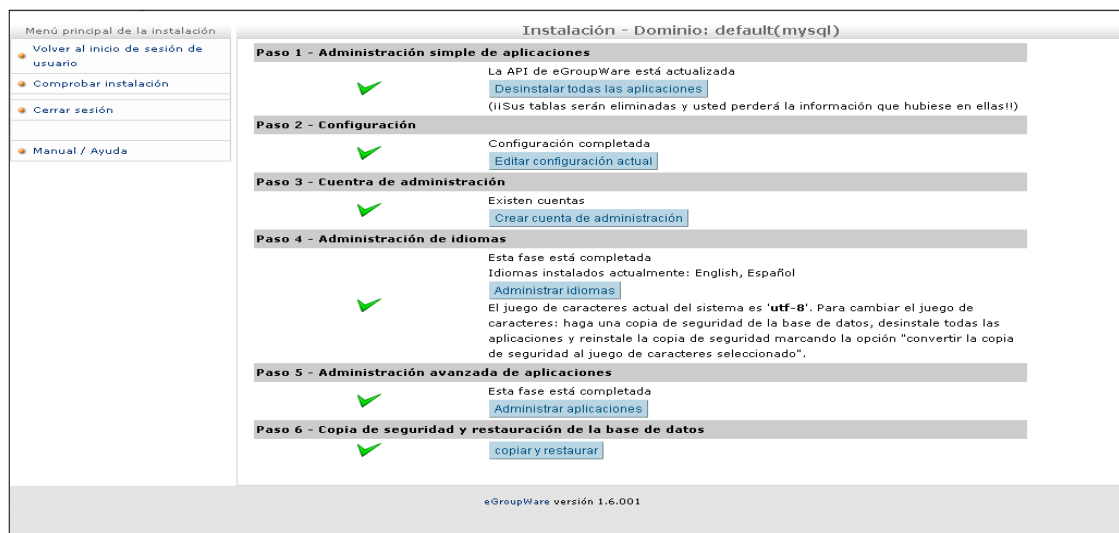 Menú principal de la instalación
Volver al inicio de sesión de
usuario
Comprobar instalación
Cerrar sesión
Manual / Ayuda
Instalación - Dominio: default(mysql)
Paso 1 - Administración simple de aplicaciones
La API de eGroupWare está actualizada
Desinstalar todas las aplicaciones
(¡¡Sus tablas serán eliminadas y usted perderá la información que hubiese en ellas!!)
Paso 2 - Configuración
Configuración completada
Editar configuración actual
Paso 3 - Cuentra de administración
Existen cuentas
Crear cuenta de administración
Paso 4 - Administración de idiomas
Esta fase está completada
Idiomas instalados actualmente: English, Español
Administrar idiomas
El juego de caracteres actual del sistema es 'utf-8'. Para cambiar el juego de
caracteres: haga una copia de seguridad de la base de datos, desinstale todas las
aplicaciones y reinstale la copia de seguridad marcando la opción "convertir la copia
de seguridad al juego de caracteres seleccionado".
Paso 5 - Administración avanzada de aplicaciones
Esta fase está completada
Administrar aplicaciones
Paso 6 - Copia de seguridad y restauración de la base de datos
copiar y restaurar
eGroupWare versión 1.6.001